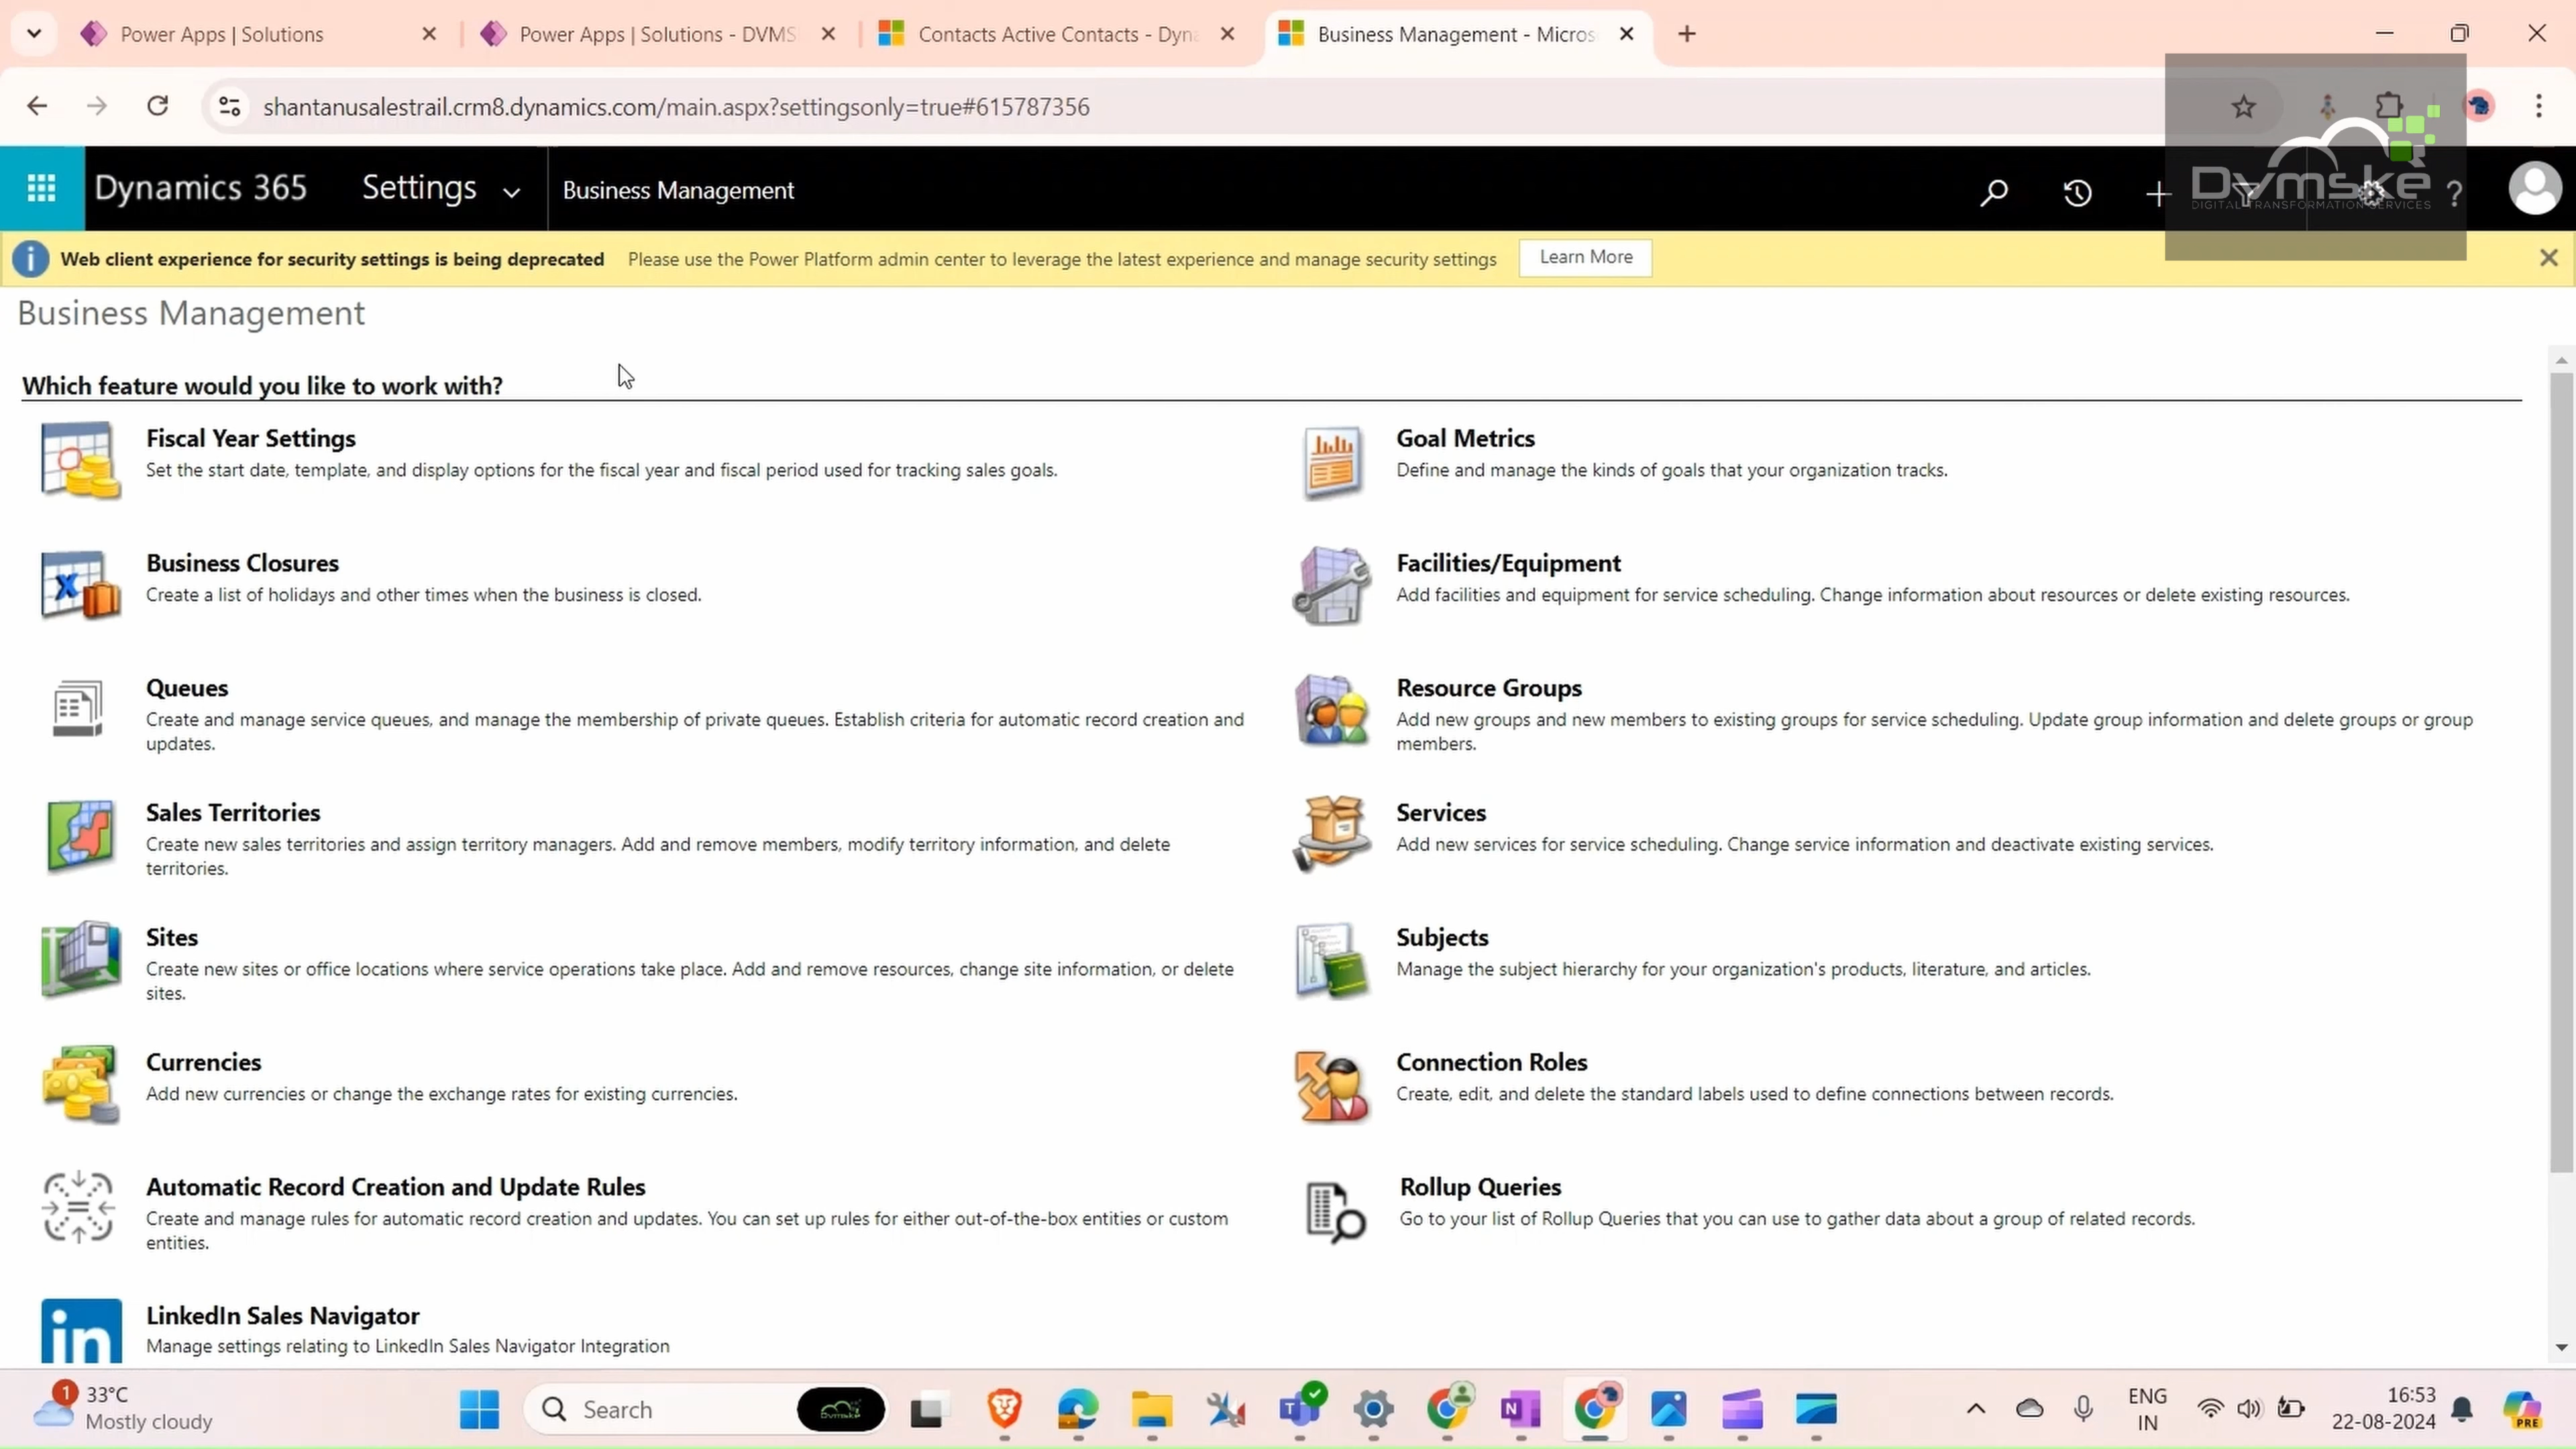 Power Apps | Solutions
Power Apps | Solutions - DVMS
Contacts Active Contacts - Dyna
Business Management - Micros
shantanusalestrail.crm8.dynamics.com/main.aspx?settingsonly=true#615787356
Dynamics 365
Settings
Business Management
Dvmske
DIGITAL TRANSFORMATION SERVICES
Web client experience for security settings is being deprecated Please use the Power Platform admin center to leverage the latest experience and manage security settings Learn More
Business Management
Which feature would you like to work with?
Fiscal Year Settings
Set the start date, template, and display options for the fiscal year and fiscal period used for tracking sales goals.
Goal Metrics
Define and manage the kinds of goals that your organization tracks.
Business Closures
Create a list of holidays and other times when the business is closed.
Facilities/Equipment
Add facilities and equipment for service scheduling. Change information about resources or delete existing resources.
Queues
Create and manage service queues, and manage the membership of private queues. Establish criteria for automatic record creation and
updates.
Resource Groups
Add new groups and new members to existing groups for service scheduling. Update group information and delete groups or group
members.
Sales Territories
Create new sales territories and assign territory managers. Add and remove members, modify territory information, and delete
territories.
Services
Add new services for service scheduling. Change service information and deactivate existing services.
Sites
Create new sites or office locations where service operations take place. Add and remove resources, change site information, or delete
sites.
Subjects
Manage the subject hierarchy for your organization's products, literature, and articles.
Currencies
Add new currencies or change the exchange rates for existing currencies.
Connection Roles
Create, edit, and delete the standard labels used to define connections between records.
Automatic Record Creation and Update Rules
Create and manage rules for automatic record creation and updates. You can set up rules for either out-of-the-box entities or custom
entities.
Rollup Queries
Go to your list of Rollup Queries that you can use to gather data about a group of related records.
in
LinkedIn Sales Navigator
Manage settings relating to LinkedIn Sales Navigator Integration
1
33°C
Mostly cloudy
Search
Dvmske
ENG
IN
16:53
22-08-2024
PRE